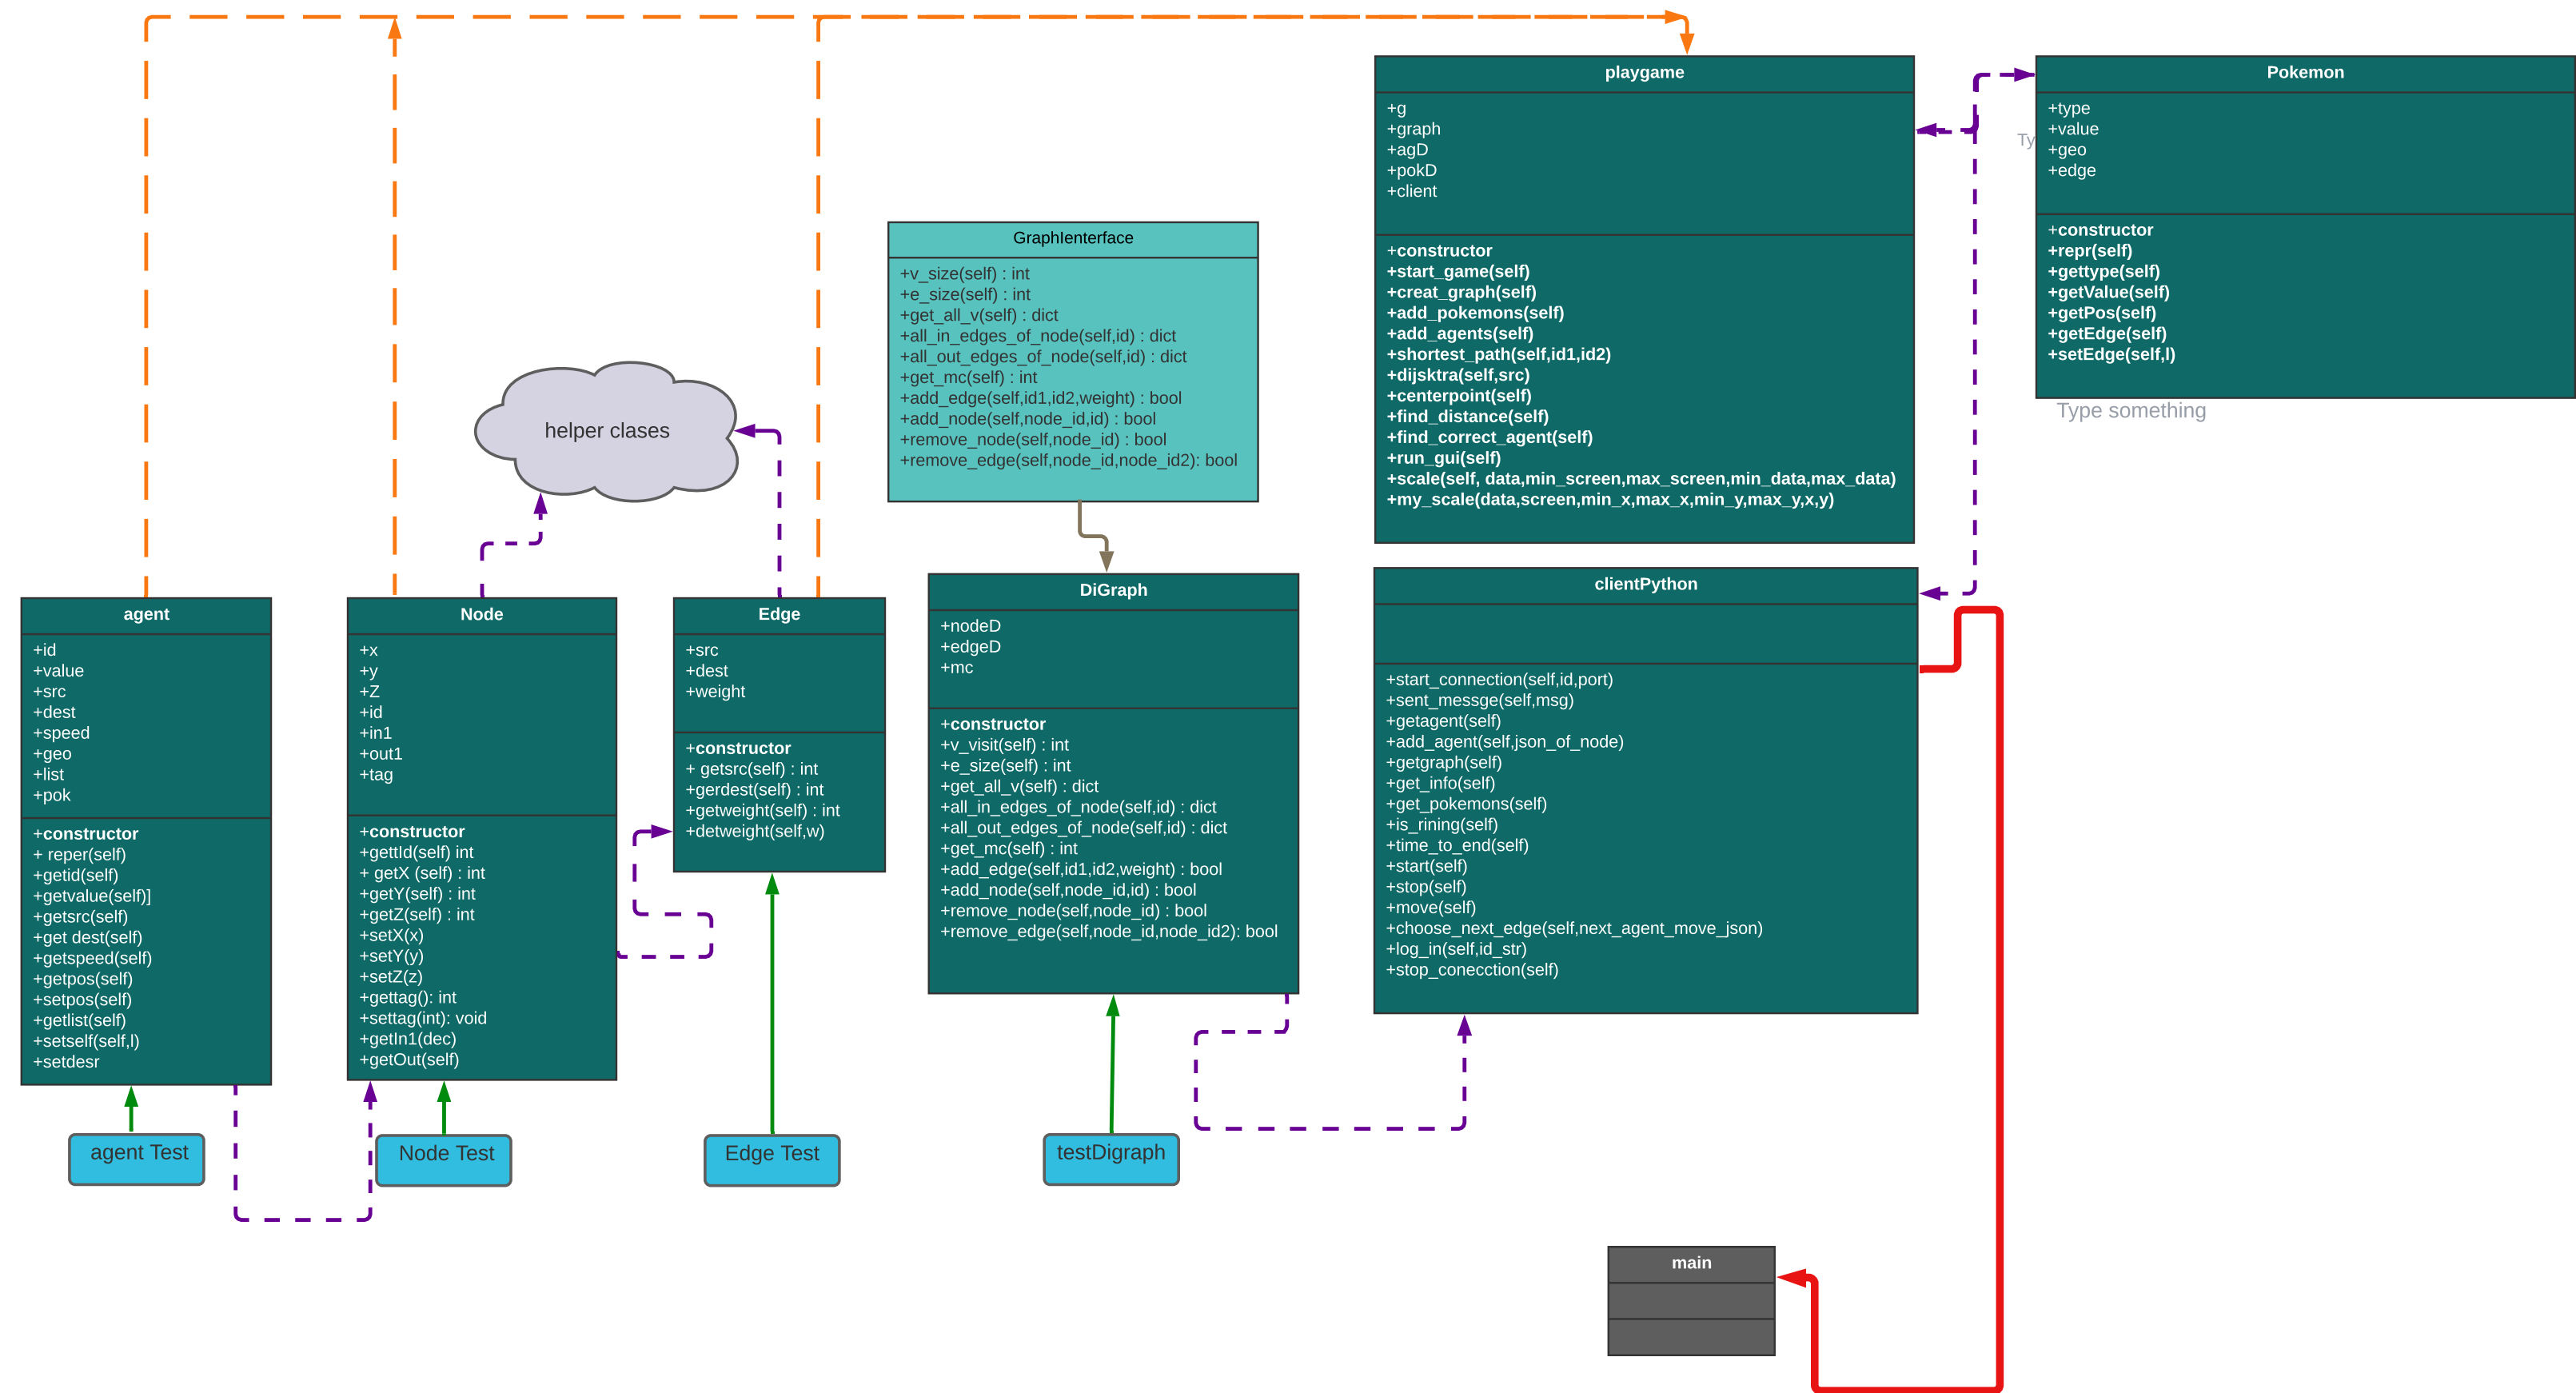 playgame
+g
+graph
+agD
+pokD
+client
+constructor
+start_game(self)
+creat_graph(self)
+add_pokemons(self)
+add_agents(self)
+shortest_path(self,id1,id2)
+dijsktra(self,src)
+centerpoint(self)
+find_distance(self)
+find_correct_agent(self)
+run_gui(self)
+scale(self, data,min_screen,max_screen,min_data,max_data)
+my_scale(data,screen,min_x,max_x,min_y,max_y,x,y)
Pokemon
+type
+value
+geo
+edge
+constructor
+repr(self)
+gettype(self)
+getValue(self)
+getPos(self)
+getEdge(self)
+setEdge(self,l)
Ty
Type something
GraphIenterface
+v_size(self) : int
+e_size(self) : int
+get_all_v(self) : dict
+all_in_edges_of_node(self,id) : dict
+all_out_edges_of_node(self,id) : dict
+get_mc(self) : int
+add_edge(self,id1,id2,weight) : bool
+add_node(self,node_id,id) : bool
+remove_node(self,node_id) : bool
+remove_edge(self,node_id,node_id2): bool
helper clases
agent
+id
+value
+src
+dest
+speed
+geo
+list
+pok
+constructor
+ reper(self)
+getid(self)
+getvalue(self)]
+getsrc(self)
+get dest(self)
+getspeed(self)
+getpos(self)
+setpos(self)
+getlist(self)
+setself(self,l)
+setdesr
Node
+x
+y
+Z
+id
+in1
+out1
+tag
+constructor
+gettId(self) int
+ getX (self) : int
+getY(self) : int
+getZ(self) : int
+setX(x)
+setY(y)
+setZ(z)
+gettag(): int
+settag(int): void
+getIn1(dec)
+getOut(self)
Edge
+src
+dest
+weight
+constructor
+ getsrc(self) : int
+gerdest(self) : int
+getweight(self) : int
+detweight(self,w)
DiGraph
+nodeD
+edgeD
+mc
+constructor
+v_visit(self) : int
+e_size(self) : int
+get_all_v(self) : dict
+all_in_edges_of_node(self,id) : dict
+all_out_edges_of_node(self,id) : dict
+get_mc(self) : int
+add_edge(self,id1,id2,weight) : bool
+add_node(self,node_id,id) : bool
+remove_node(self,node_id) : bool
+remove_edge(self,node_id,node_id2): bool
clientPython
+start_connection(self,id,port)
+sent_messge(self,msg)
+getagent(self)
+add_agent(self,json_of_node)
+getgraph(self)
+get_info(self)
+get_pokemons(self)
+is_rining(self)
+time_to_end(self)
+start(self)
+stop(self)
+move(self)
+choose_next_edge(self,next_agent_move_json)
+log_in(self,id_str)
+stop_conecction(self)
agent Test
Node Test
Edge Test
testDigraph
main